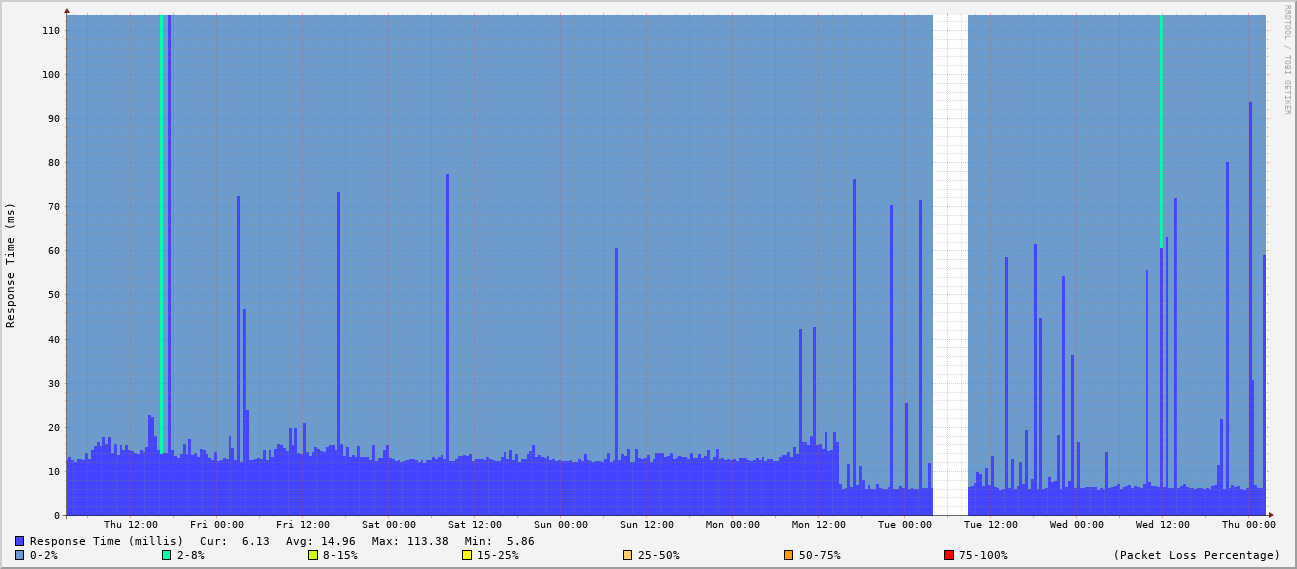 RRDTOOL / TOBI OETIKER
Response Time (ms)
110
100
90
80
70
60
50
40
30
20
10
0
Thu 12:00 Fri 00:00 Fri 12:00 Sat 00:00 Sat 12:00 Sun 00:00 Sun 12:00 Mon 00:00 Mon 12:00 Tue 00:00 Tue 12:00 Wed 00:00 Wed 12:00 Thu 00:00
Response Time (millis) Cur: 6.13 Avg: 14.96 Max: 113.38 Min: 5.86
0-2% 2-8% 8-15% 15-25% 25-50% 50-75% 75-100% (Packet Loss Percentage)